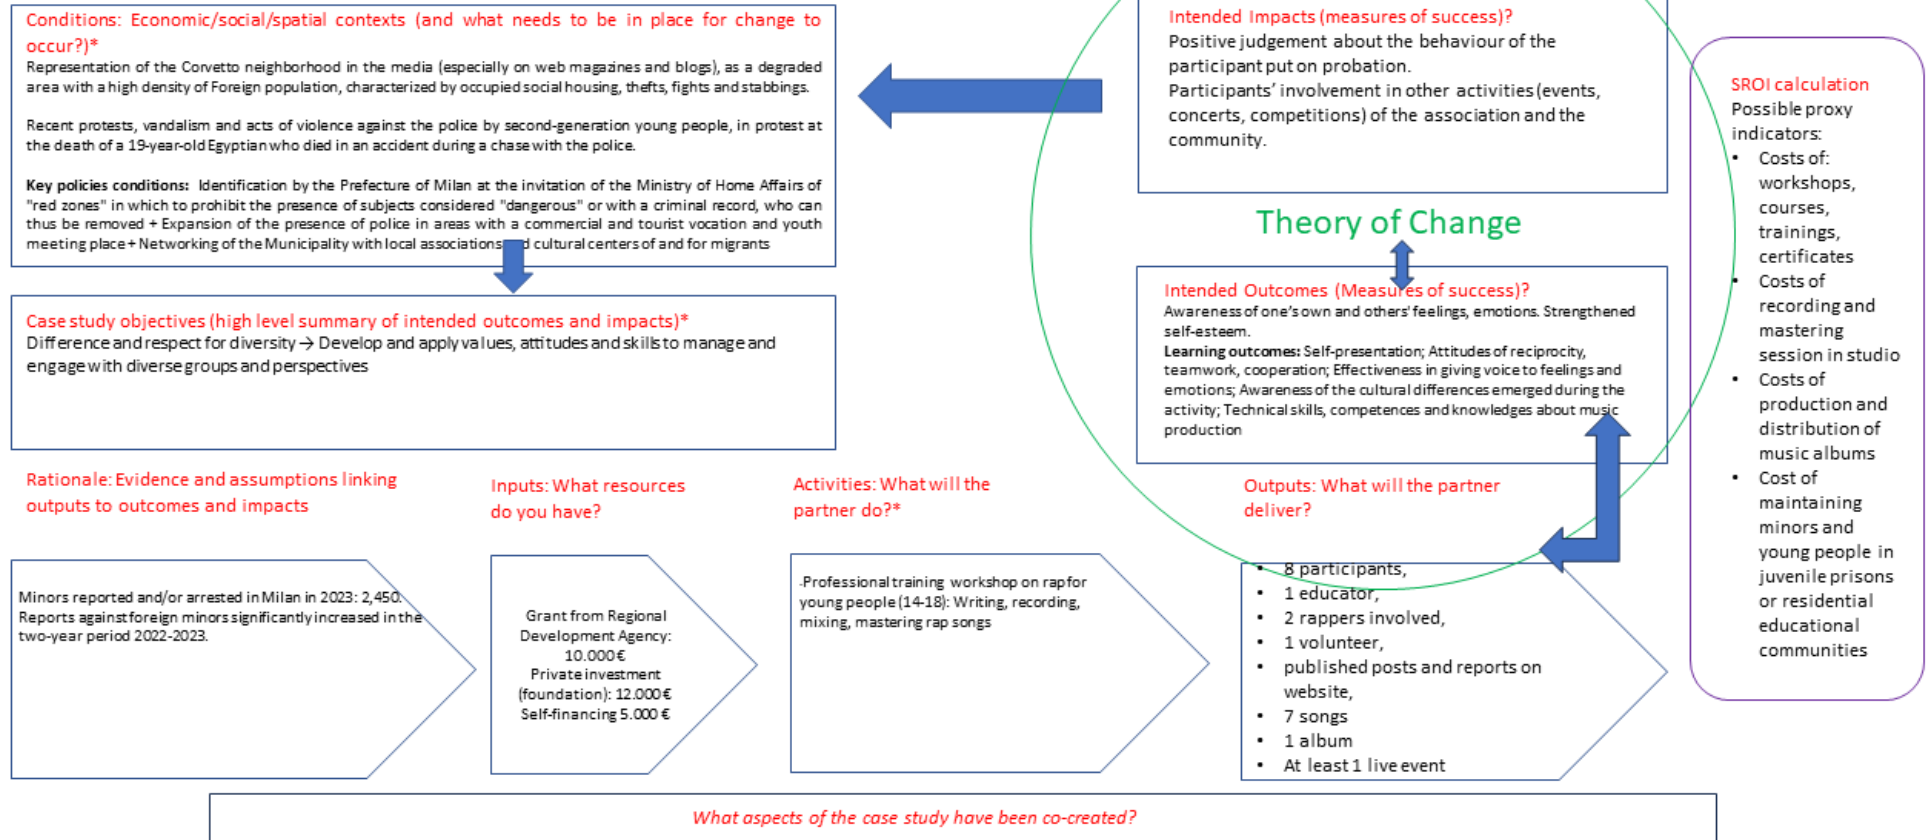 Conditions: Economic/social/spatial contexts (and what needs to be in place for change to
occur?)*
Representation of the Corvetto neighborhood in the media (especially on web magazines and blogs), as a degraded
area with a high density of Foreign population, characterized by occupied social housing, thefts, fights and stabbings.
Recent protests, vandalism and acts of violence against the police by second-generation young people, in protest at
the death of a 19-year-old Egyptian who died in an accident during a chase with the police.
Key policies conditions: Identification by the Prefecture of Milan at the invitation of the Ministry of Home Affairs of
"red zones" in which to prohibit the presence of subjects considered "dangerous" or with a criminal record, who can
thus be removed + Expansion of the presence of police in areas with a commercial and tourist vocation and youth
meeting place + Networking of the Municipality with local associations d cultural centers of and for migrants
Case study objectives (high level summary of intended outcomes and impacts)*
Difference and respect for diversity → Develop and apply values, attitudes and skills to manage and
engage with diverse groups and perspectives
Intended Impacts (measures of success)?
Positive judgement about the behaviour of the
participant put on probation.
Participants' involvement in other activities (events,
concerts, competitions) of the association and the
community.
Theory of Change
Intended Outcomes (Measures of success)?
Awareness of one's own and others' feelings, emotions. Strengthened
self-esteem.
Learning outcomes: Self-presentation; Attitudes of reciprocity,
teamwork, cooperation; Effectiveness in giving voice to feelings and
emotions; Awareness of the cultural differences emerged during the
activity; Technical skills, competences and knowledges about music
production
SROI calculation
Possible proxy
indicators:
• Costs of:
workshops,
courses,
trainings,
certificates
• Costs of
recording and
mastering
session in studio
• Costs of
production and
distribution of
music albums
• Cost of
maintaining
minors and
young people in
juvenile prisons
or residential
educational
communities
Rationale: Evidence and assumptions linking
outputs to outcomes and impacts
Minors reported and/or arrested in Milan in 2023: 2,450.
Reports against foreign minors significantly increased in the
two-year period 2022-2023.
Inputs: What resources
do you have?
Grant from Regional
Development Agency:
10.000 €
Private investment
(foundation): 12.000 €
Self-financing 5.000 €
Activities: What will the
partner do?*
-Professional training workshop on rap for
young people (14-18): Writing, recording,
mixing, mastering rap songs
Outputs: What will the partner
deliver?
• 8 participants,
• 1 educator,
• 2 rappers involved,
• 1 volunteer,
• published posts and reports on
website,
• 7 songs
• 1 album
• At least 1 live event
What aspects of the case study have been co-created?